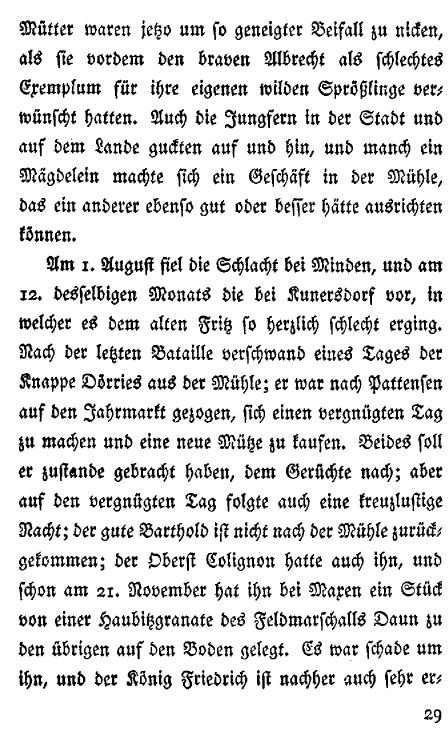 Mütter waren jetzo um so geneigter Beifall zu nicken,
als sie vordem den braven Albrecht als schlechtes
Exemplum für ihre eigenen wilden Sprößlinge ver-
wünscht hatten. Auch die Jungfern in der Stadt und
auf dem Lande guckten auf und hin, und manch ein
Mägdelein machte sich ein Geschäft in der Mühle,
das ein anderer ebenso gut oder besser hätte ausrichten
können.
Am 1. August fiel die Schlacht bei Minden, und am
12. desselbigen Monats die bei Kunersdorf vor, in
welcher es dem alten Fritz so herzlich schlecht erging.
Nach der letzten Bataille verschwand eines Tages der
Knappe Dörries aus der Mühle; er war nach Pattensen
auf den Jahrmarkt gezogen, sich einen vergnügten Tag
zu machen und eine neue Mütze zu kaufen. Beides soll
er zustande gebracht haben, dem Gerüchte nach; aber
auf den vergnügten Tag folgte auch eine kreuzlustige
Nacht; der gute Barthold ist nicht nach der Mühle zurück-
gekommen; der Oberst Colignon hatte auch ihn, und
schon am 21. November hat ihn bei Maxen ein Stück
von einer Haubitzgranate des Feldmarschalls Daun zu
den übrigen auf den Boden gelegt. Es war schade um
ihn, und der König Friedrich ist nachher auch sehr er-
29